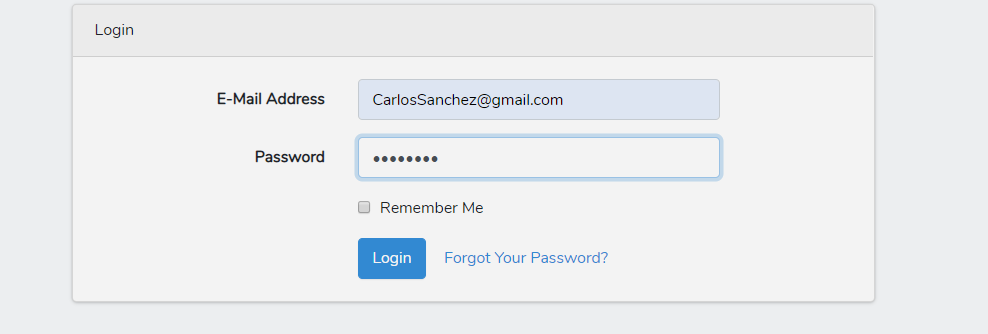 Login
E-Mail Address CarlosSanchez@gmail.com
Password ••••••••
Remember Me
Login Forgot Your Password?